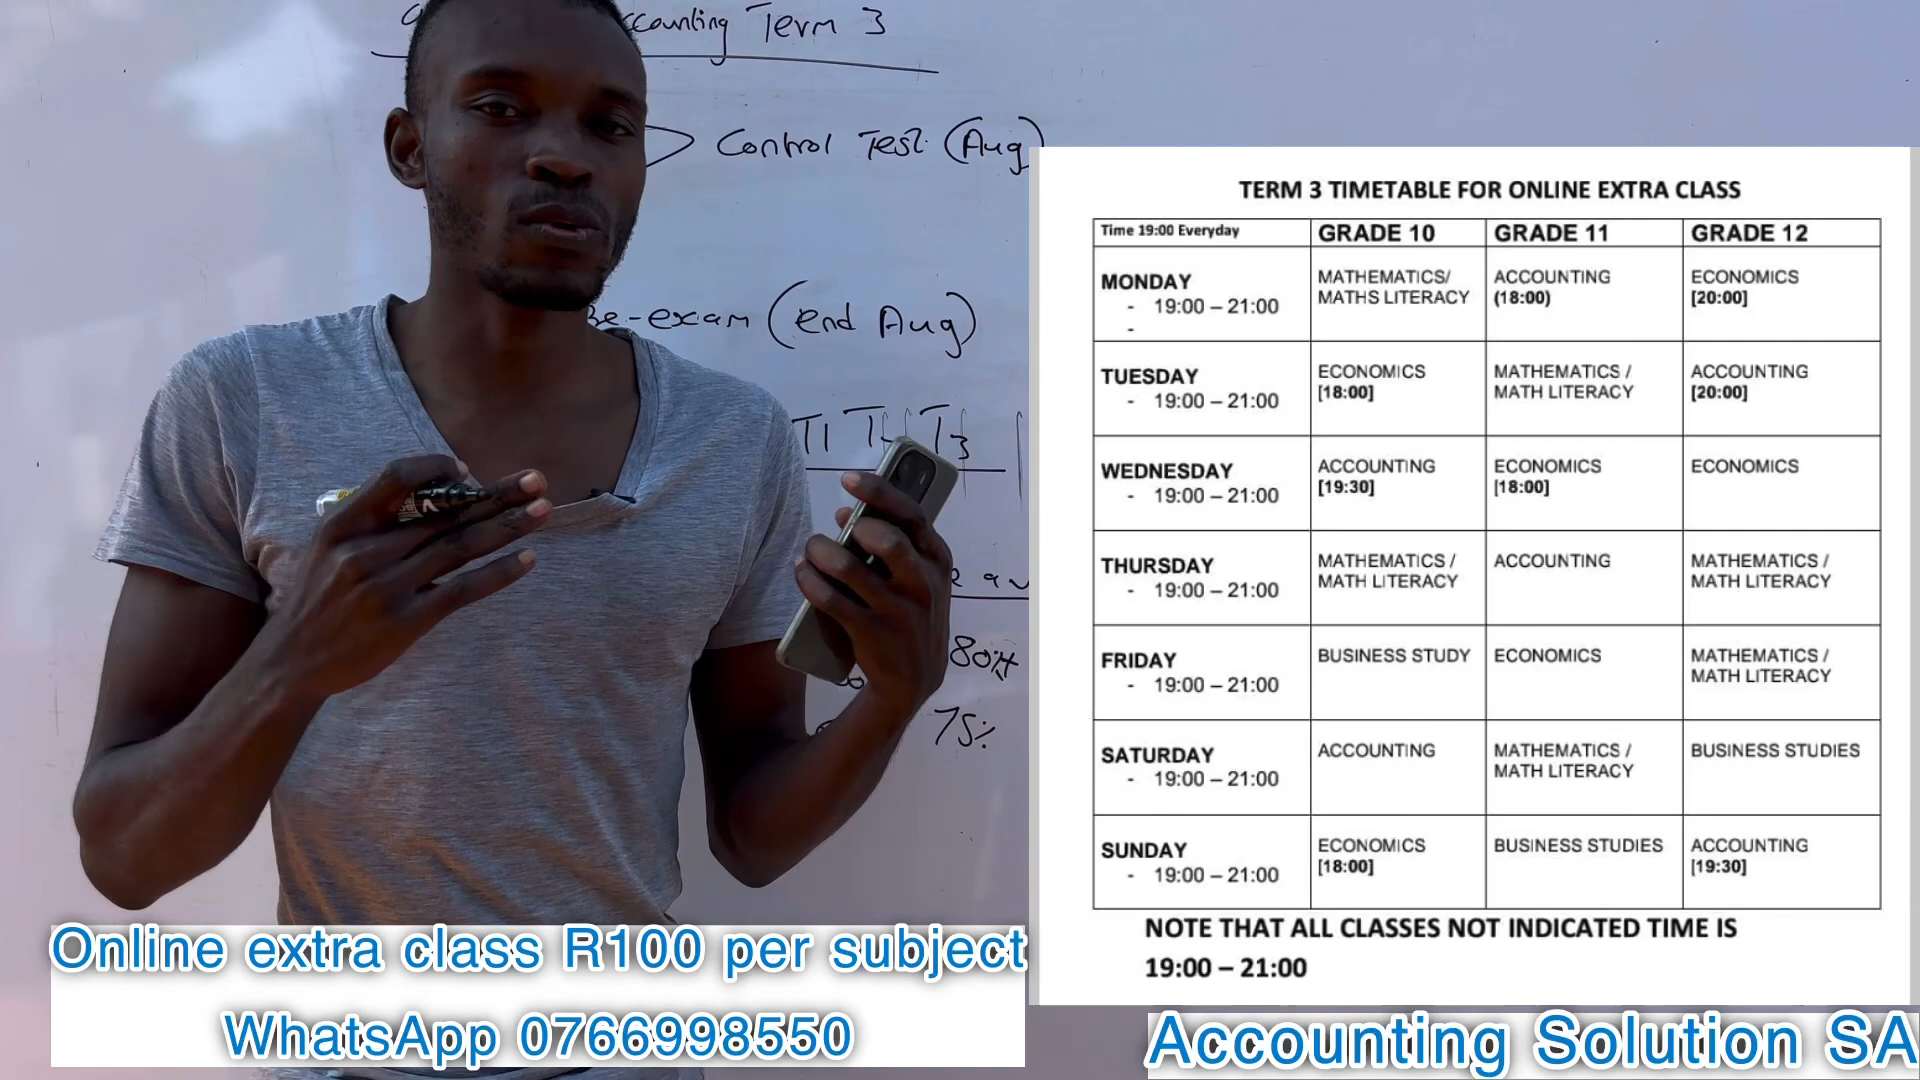 ccounting Term 3
Control Test (Aug)
Be-exam (end Aug)
T1 T3
80%
75%
TERM 3 TIMETABLE FOR ONLINE EXTRA CLASS
Time 19:00 Everyday GRADE 10 GRADE 11 GRADE 12
MONDAY
- 19:00 – 21:00
-
MATHEMATICS/
MATHS LITERACY
ACCOUNTING
(18:00)
ECONOMICS
[20:00]
TUESDAY
- 19:00 – 21:00
ECONOMICS
[18:00]
MATHEMATICS /
MATH LITERACY
ACCOUNTING
[20:00]
WEDNESDAY
- 19:00 – 21:00
ACCOUNTING
[19:30]
ECONOMICS
[18:00]
ECONOMICS
THURSDAY
- 19:00 – 21:00
MATHEMATICS /
MATH LITERACY
ACCOUNTING
MATHEMATICS /
MATH LITERACY
FRIDAY
- 19:00 – 21:00
BUSINESS STUDY
ECONOMICS
MATHEMATICS /
MATH LITERACY
SATURDAY
- 19:00 – 21:00
ACCOUNTING
MATHEMATICS /
MATH LITERACY
BUSINESS STUDIES
SUNDAY
- 19:00 – 21:00
ECONOMICS
[18:00]
BUSINESS STUDIES
ACCOUNTING
[19:30]
NOTE THAT ALL CLASSES NOT INDICATED TIME IS
19:00 – 21:00
Online extra class R100 per subject
WhatsApp 0766998550
Accounting Solution SA